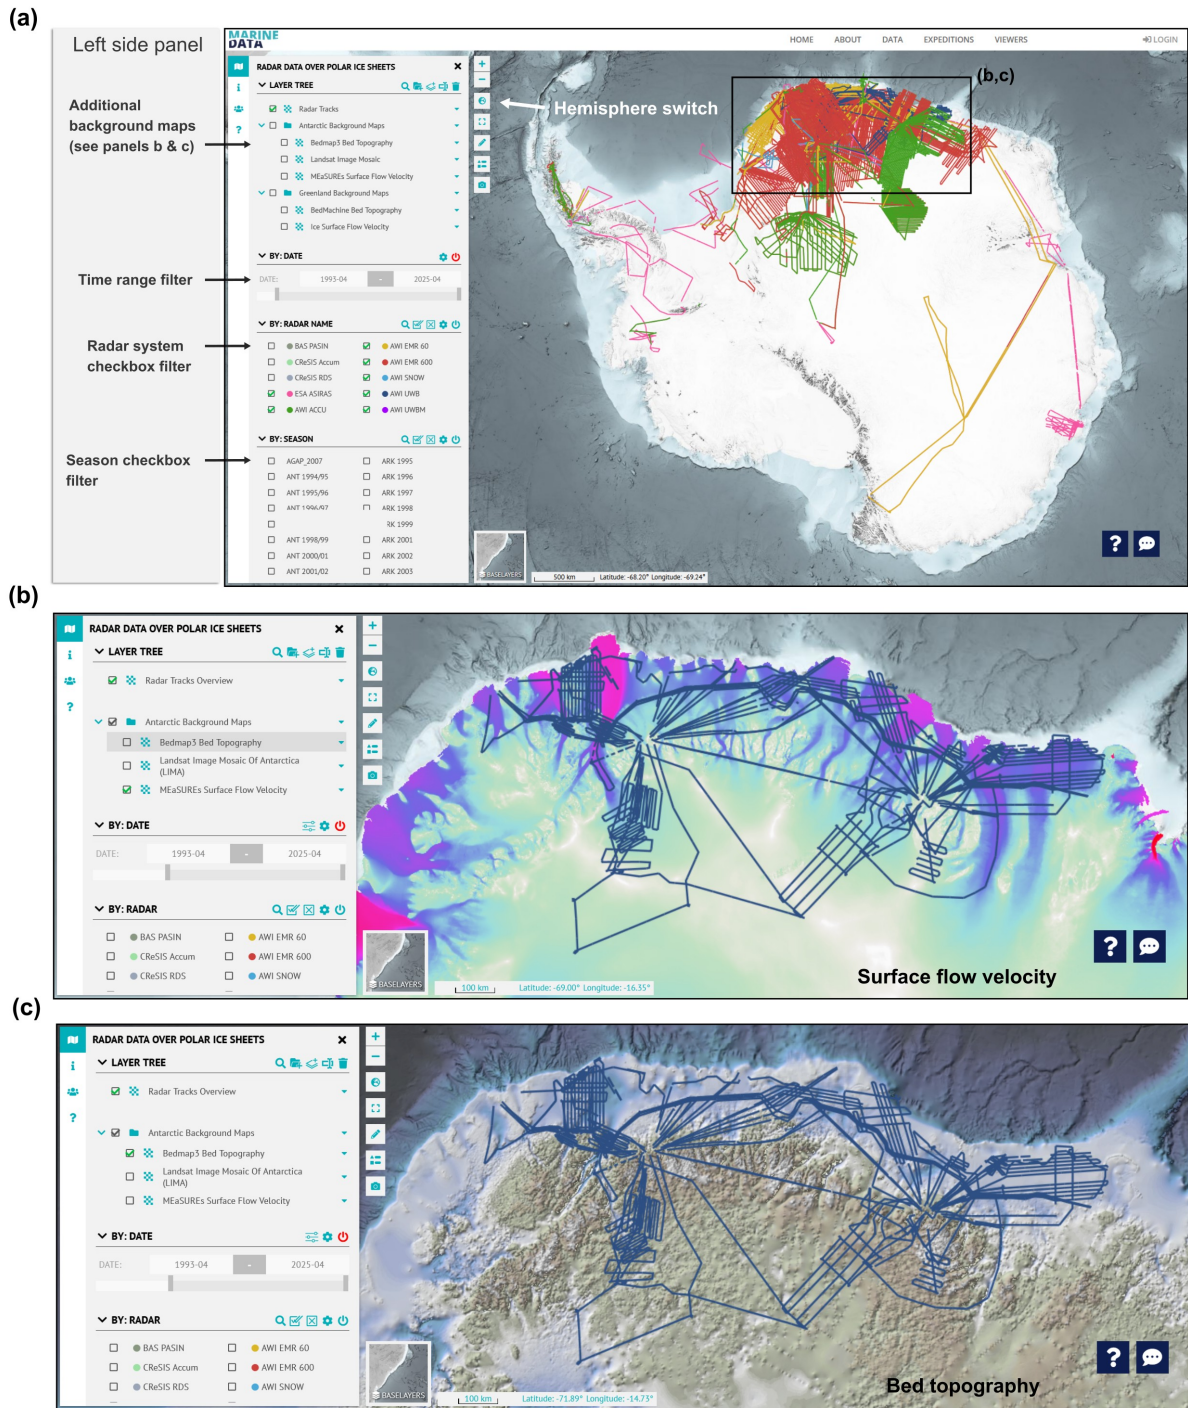 (a)
Left side panel
Additional
background maps
(see panels b & c)
Time range filter
Radar system
checkbox filter
Season checkbox
filter
MARINE
DATA
HOME ABOUT DATA EXPEDITIONS VIEWERS LOGIN
RADAR DATA OVER POLAR ICE SHEETS
LAYER TREE
Radar Tracks
Antarctic Background Maps
Bedmap3 Bed Topography
Landsat Image Mosaic
MEaSUREs Surface Flow Velocity
Greenland Background Maps
BedMachine Bed Topography
Ice Surface Flow Velocity
BY: DATE
DATE: 1993-04 - 2025-04
BY: RADAR NAME
BAS PASIN AWI EMR 60
CReSIS Accum AWI EMR 600
CReSIS RDS AWI SNOW
ESA ASIRAS AWI UWB
AWI ACCU AWI UWBM
BY: SEASON
AGAP_2007 ARK 1995
ANT 1994/95 ARK 1996
ANT 1995/96 ARK 1997
ANT 1996/97 ARK 1998
RK 1999
ANT 1998/99 ARK 2001
ANT 2000/01 ARK 2002
ANT 2001/02 ARK 2003
Hemisphere switch
(b,c)
BASELAYERS
500 km Latitude: -68.20° Longitude: -69.24°
(b)
RADAR DATA OVER POLAR ICE SHEETS
LAYER TREE
Radar Tracks Overview
Antarctic Background Maps
Bedmap3 Bed Topography
Landsat Image Mosaic Of Antarctica
(LIMA)
MEaSUREs Surface Flow Velocity
BY: DATE
DATE: 1993-04 - 2025-04
BY: RADAR
BAS PASIN AWI EMR 60
CReSIS Accum AWI EMR 600
CReSIS RDS AWI SNOW
BASELAYERS
100 km Latitude: -69.00° Longitude: -16.35°
Surface flow velocity
(c)
RADAR DATA OVER POLAR ICE SHEETS
LAYER TREE
Radar Tracks Overview
Antarctic Background Maps
Bedmap3 Bed Topography
Landsat Image Mosaic Of Antarctica
(LIMA)
MEaSUREs Surface Flow Velocity
BY: DATE
DATE: 1993-04 - 2025-04
BY: RADAR
BAS PASIN AWI EMR 60
CReSIS Accum AWI EMR 600
CReSIS RDS AWI SNOW
BASELAYERS
100 km Latitude: -71.89° Longitude: -14.73°
Bed topography